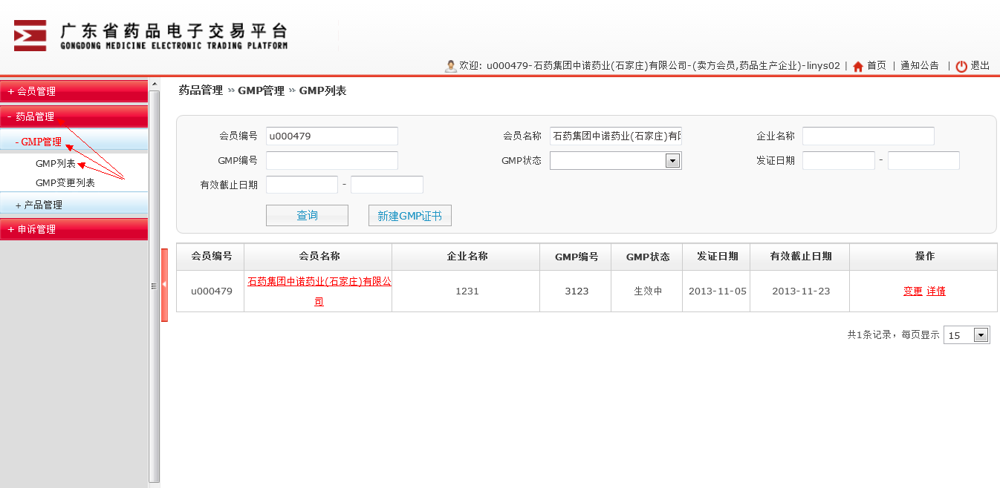 广东省药品电子交易平台
GONGDONG MEDICINE ELECTRONIC TRADING PLATFORM
欢迎: u000479-石药集团中诺药业(石家庄)有限公司-(卖方会员,药品生产企业)-linys02 | 首页 | 通知公告 | 退出
+ 会员管理
- 药品管理
- GMP管理
GMP列表
GMP变更列表
+ 产品管理
+ 申诉管理
药品管理 » GMP管理 » GMP列表
会员编号 u000479 会员名称 石药集团中诺药业(石家庄)有 企业名称
GMP编号 GMP状态 发证日期 -
有效截止日期 -
查询 新建GMP证书
会员编号 会员名称 企业名称 GMP编号 GMP状态 发证日期 有效截止日期 操作
u000479 石药集团中诺药业(石家庄)有限公 1231 3123 生效中 2013-11-05 2013-11-23 变更 详情
司
共1条记录，每页显示 15